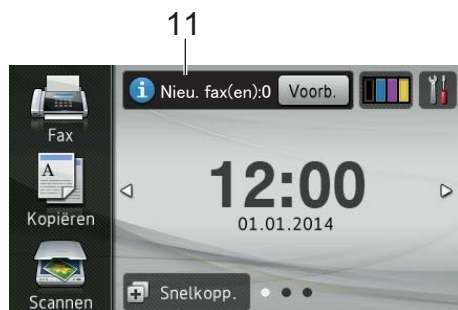 11
Nieu. fax(en):0 Voorb.
Fax
A
Kopiëren
12:00
01.01.2014
Scannen
Snelkopp.